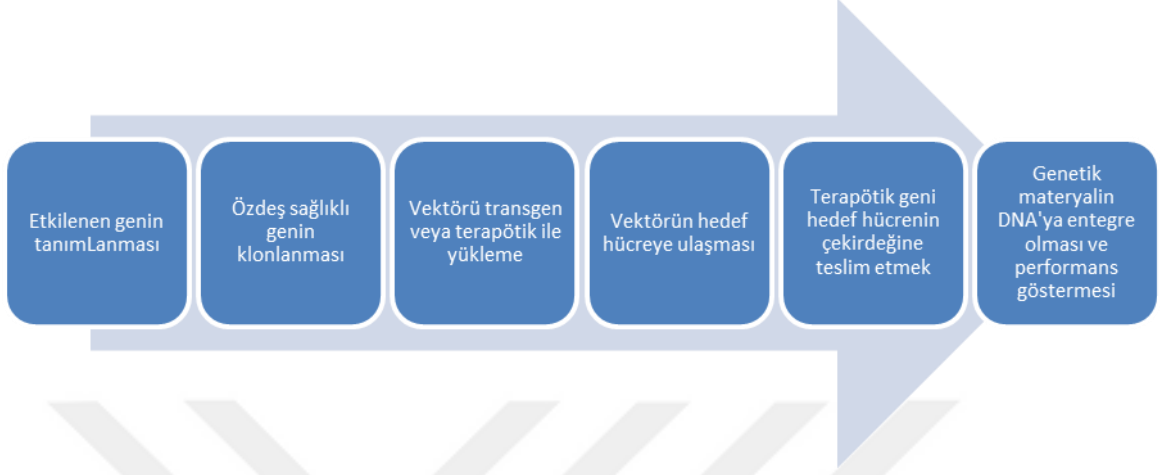 Etkilenen genin
tanımLanması
Özdeş sağlıklı
genin
klonlanması
Vektörü transgen
veya terapötik ile
yükleme
Vektörün hedef
hücreye ulaşması
Terapötik geni
hedef hücrenin
çekirdeğine
teslim etmek
Genetik
materyalin
DNA'ya entegre
olması ve
performans
göstermesi